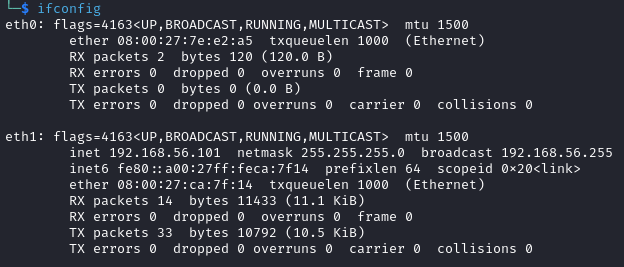 └─$ ifconfig
eth0: flags=4163<UP,BROADCAST,RUNNING,MULTICAST>  mtu 1500
        ether 08:00:27:7e:e2:a5  txqueuelen 1000  (Ethernet)
        RX packets 2  bytes 120 (120.0 B)
        RX errors 0  dropped 0  overruns 0  frame 0
        TX packets 0  bytes 0 (0.0 B)
        TX errors 0  dropped 0 overruns 0  carrier 0  collisions 0

eth1: flags=4163<UP,BROADCAST,RUNNING,MULTICAST>  mtu 1500
        inet 192.168.56.101  netmask 255.255.255.0  broadcast 192.168.56.255
        inet6 fe80::a00:27ff:feca:7f14  prefixlen 64  scopeid 0×20<link>
        ether 08:00:27:ca:7f:14  txqueuelen 1000  (Ethernet)
        RX packets 14  bytes 11433 (11.1 KiB)
        RX errors 0  dropped 0  overruns 0  frame 0
        TX packets 33  bytes 10792 (10.5 KiB)
        TX errors 0  dropped 0 overruns 0  carrier 0  collisions 0